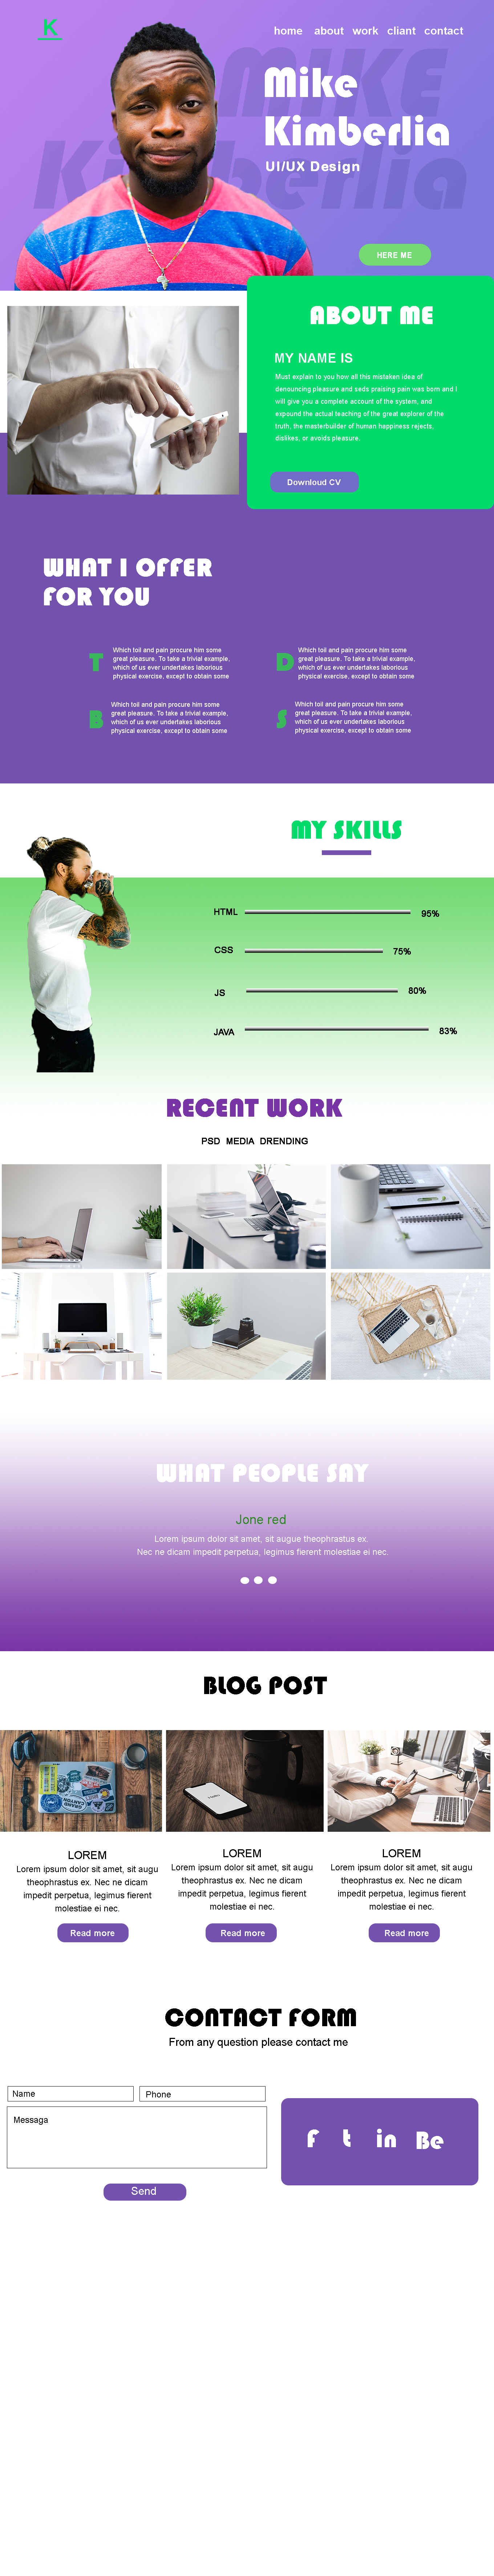 K
home about work cliant contact
MIKE
Kimberlia
Mike
Kimberlia
UI/UX Design
HERE ME
ABOUT ME
MY NAME IS
Must explain to you how all this mistaken idea of
denouncing pleasure and seds praising pain was born and I
will give you a complete account of the system, and
expound the actual teaching of the great explorer of the
truth, the masterbuilder of human happiness rejects,
dislikes, or avoids pleasure.
Downloud CV
WHAT I OFFER
FOR YOU
T
Which toil and pain procure him some
great pleasure. To take a trivial example,
which of us ever undertakes laborious
physical exercise, except to obtain some
D
Which toil and pain procure him some
great pleasure. To take a trivial example,
which of us ever undertakes laborious
physical exercise, except to obtain some
B
Which toil and pain procure him some
great pleasure. To take a trivial example,
which of us ever undertakes laborious
physical exercise, except to obtain some
S
Which toil and pain procure him some
great pleasure. To take a trivial example,
which of us ever undertakes laborious
physical exercise, except to obtain some
MY SKILLS
HTML 95%
CSS 75%
JS 80%
JAVA 83%
RECENT WORK
PSD MEDIA DRENDING
WHAT PEOPLE SAY
Jone red
Lorem ipsum dolor sit amet, sit augue theophrastus ex.
Nec ne dicam impedit perpetua, legimus fierent molestiae ei nec.
BLOG POST
LOREM
Lorem ipsum dolor sit amet, sit augu
theophrastus ex. Nec ne dicam
impedit perpetua, legimus fierent
molestiae ei nec.
Read more
LOREM
Lorem ipsum dolor sit amet, sit augu
theophrastus ex. Nec ne dicam
impedit perpetua, legimus fierent
molestiae ei nec.
Read more
LOREM
Lorem ipsum dolor sit amet, sit augu
theophrastus ex. Nec ne dicam
impedit perpetua, legimus fierent
molestiae ei nec.
Read more
CONTACT FORM
From any question please contact me
Name
Phone
Messaga
Send
F t in Be